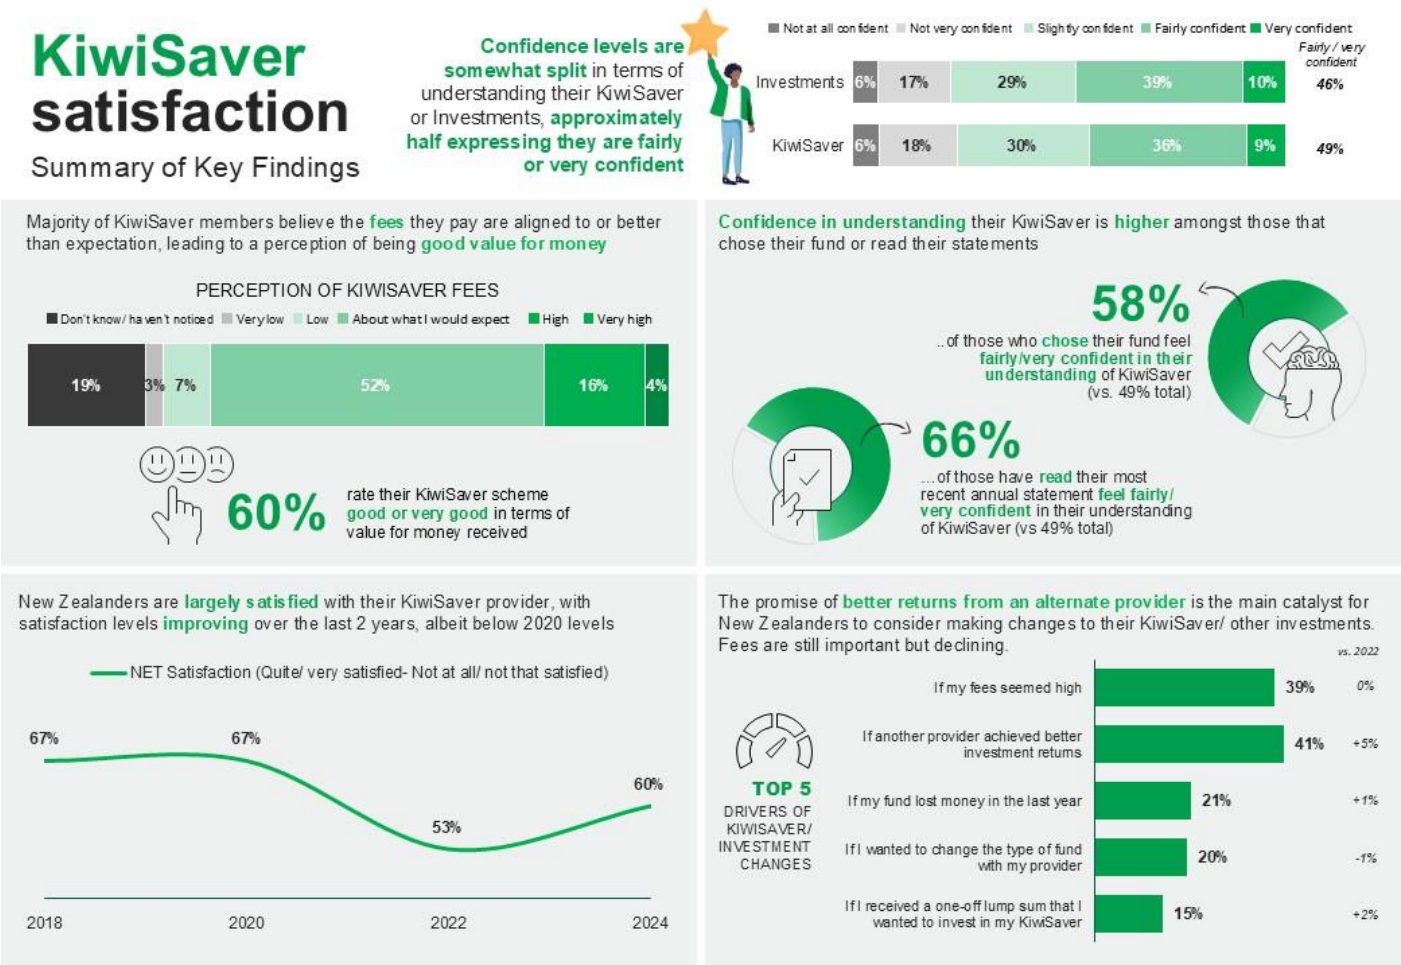 KiwiSaver
satisfaction
Summary of Key Findings
Confidence levels are
somewhat split in terms of
understanding their KiwiSaver
or Investments, approximately
half expressing they are fairly
or very confident
Not at all confident Not very confident Slightly confident Fairly confident Very confident
Fairly / very
confident
Investments 6% 17% 29% 39% 10% 46%
KiwiSaver 6% 18% 30% 36% 9% 49%
Majority of KiwiSaver members believe the fees they pay are aligned to or better
than expectation, leading to a perception of being good value for money
PERCEPTION OF KIWISAVER FEES
Don't know/ haven't noticed Very low Low About what I would expect High Very high
19% 3% 7% 52% 16% 4%
60%
rate their KiwiSaver scheme
good or very good in terms of
value for money received
Confidence in understanding their KiwiSaver is higher amongst those that
chose their fund or read their statements
58%
..of those who chose their fund feel
fairly/very confident in their
understanding of KiwiSaver
(vs. 49% total)
66%
...of those have read their most
recent annual statement feel fairly/
very confident in their understanding
of KiwiSaver (vs 49% total)
New Zealanders are largely satisfied with their KiwiSaver provider, with
satisfaction levels improving over the last 2 years, albeit below 2020 levels
NET Satisfaction (Quite/ very satisfied- Not at all/ not that satisfied)
67% 67% 53% 60%
2018 2020 2022 2024
The promise of better returns from an alternate provider is the main catalyst for
New Zealanders to consider making changes to their KiwiSaver/ other investments.
Fees are still important but declining.
vs. 2022
TOP 5
DRIVERS OF
KIWISAVER/
INVESTMENT
CHANGES
If my fees seemed high 39% 0%
If another provider achieved better
investment returns 41% +5%
If my fund lost money in the last year 21% +1%
If I wanted to change the type of fund
with my provider 20% -1%
If I received a one-off lump sum that I
wanted to invest in my KiwiSaver 15% +2%